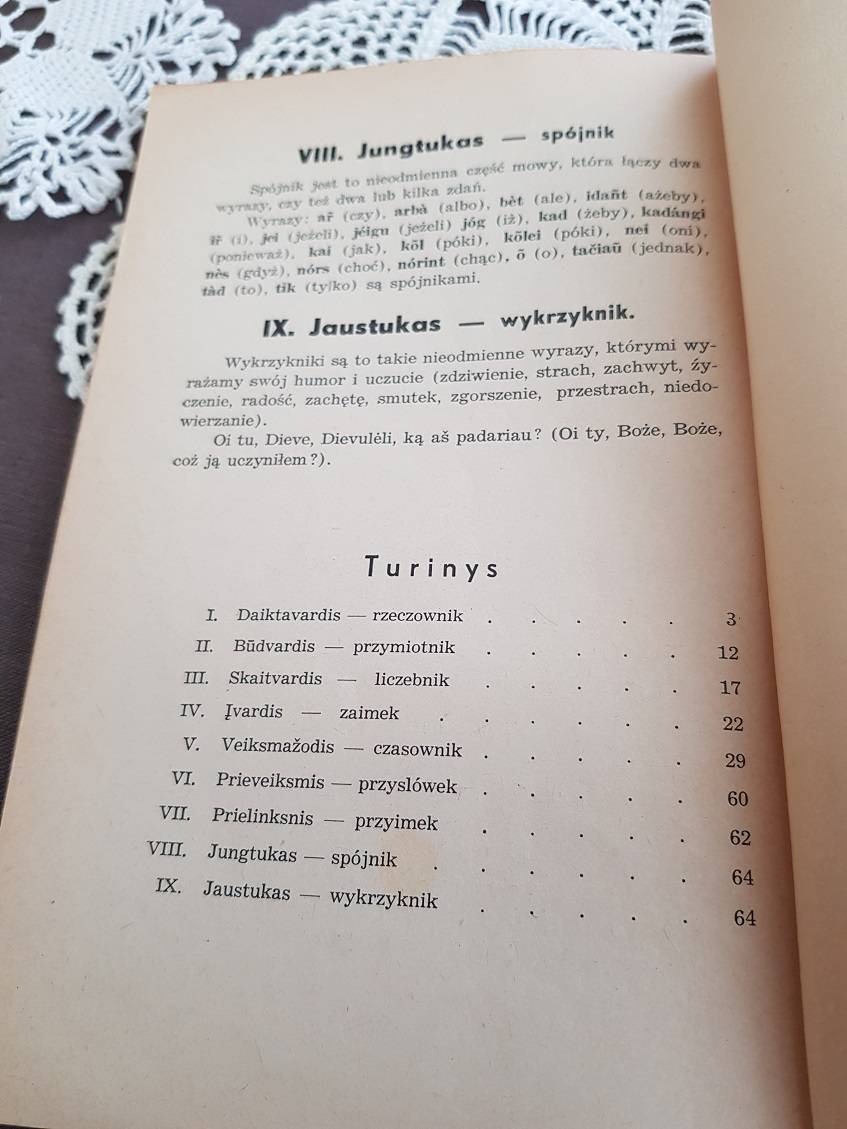 VIII. Jungtukas — spójnik
Spójnik jest to nieodmienna część mowy, która łączy dwa
wyrazy, czy też dwa lub kilka zdań.
Wyrazy: ar̃ (czy), arbà (albo), bèt (ale), idañt (ażeby),
ir̃ (i), jei (jeżeli), jéigu (jeżeli) jóg (iż), kad (żeby), kadángi
(ponieważ), kai (jak), kõl (póki), kõlei (póki), nei (oni),
nès (gdyż), nórs (choć), nórint (chąc), õ (o), tačiaũ (jednak),
tàd (to), tik (tylko) są spójnikami.
IX. Jaustukas — wykrzyknik.
Wykrzykniki są to takie nieodmienne wyrazy, którymi wy-
rażamy swój humor i uczucie (zdziwienie, strach, zachwyt, ży-
czenie, radość, zachętę, smutek, zgorszenie, przestrach, niedo-
wierzanie).
Oi tu, Dieve, Dievulėli, ką aš padariau? (Oi ty, Boże, Boże,
coż ją uczyniłem?).
Turinys
I. Daiktavardis — rzeczownik . . . . . 3
II. Būdvardis — przymiotnik . . . . . 12
III. Skaitvardis — liczebnik . . . . . 17
IV. Įvardis — zaimek . . . . . . 22
V. Veiksmažodis — czasownik . . . . . 29
VI. Prieveiksmis — przyslówek . . . . . 60
VII. Prielinksnis — przyimek . . . . . 62
VIII. Jungtukas — spójnik . . . . . . 64
IX. Jaustukas — wykrzyknik . . . . . 64